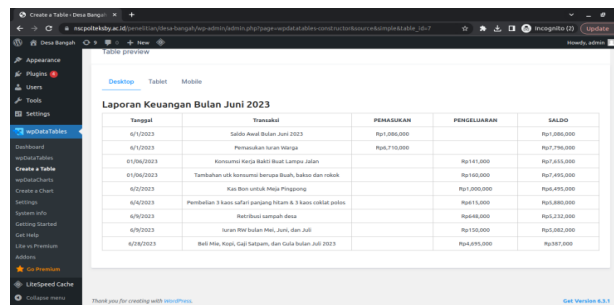 Create a Table ‹ Desa Bangah
nscpolteksby.ac.id/penelitian/desa-bangah/wp-admin/admin.php?page=wpdatatables-constructor&source&simple&table_id=7
Incognito (2)
Update
Desa Bangah
9
0
+ New
Howdy, admin
Appearance
Plugins
Users
Tools
Settings
wpDataTables
Dashboard
wpDataTables
Create a Table
wpDataCharts
Create a Chart
Settings
System info
Getting Started
Get Help
Lite vs Premium
Addons
Go Premium
LiteSpeed Cache
Collapse menu
Table preview
Desktop Tablet Mobile
Laporan Keuangan Bulan Juni 2023
Tanggal Transaksi PEMASUKAN PENGELUARAN SALDO
6/1/2023 Saldo Awal Bulan Juni 2023 Rp1,086,000 Rp1,086,000
6/1/2023 Pemasukan Iuran Warga Rp6,710,000 Rp7,796,000
01/06/2023 Konsumsi Kerja Bakti Buat Lampu Jalan Rp141,000 Rp7,655,000
01/06/2023 Tambahan utk konsumsi berupa Buah, bakso dan rokok Rp160,000 Rp7,495,000
6/2/2023 Kas Bon untuk Meja Pingpong Rp1,000,000 Rp6,495,000
6/4/2023 Pembelian 3 kaos safari panjang hitam & 3 kaos coklat polos Rp615,000 Rp5,880,000
6/9/2023 Retribusi sampah desa Rp648,000 Rp5,232,000
6/9/2023 Iuran RW bulan Mei, Juni, dan Juli Rp150,000 Rp5,082,000
6/28/2023 Beli Mie, Kopi, Gaji Satpam, dan Gula bulan Juli 2023 Rp4,695,000 Rp387,000
Thank you for creating with WordPress.
Get Version 6.5.1